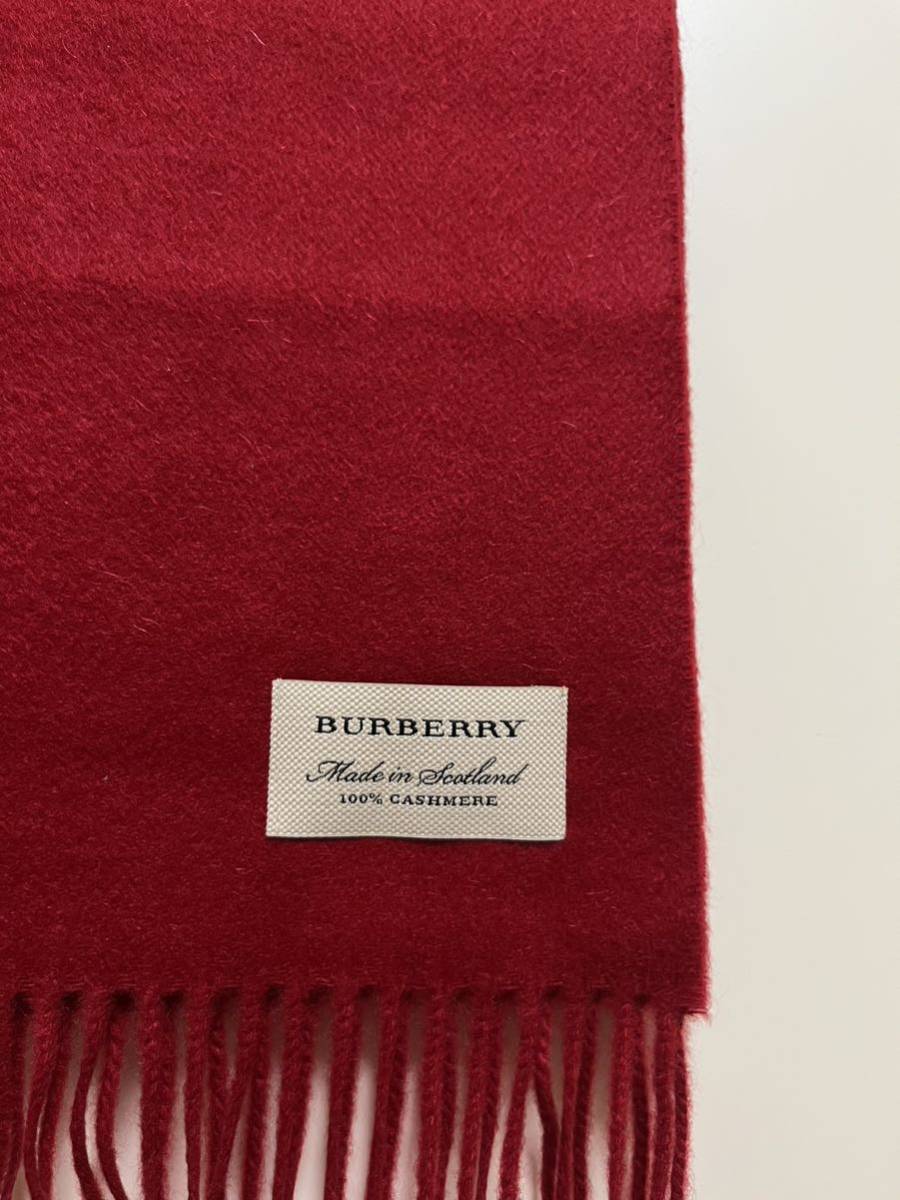 BURBERRY
Made in Scotland
100% CASHMERE